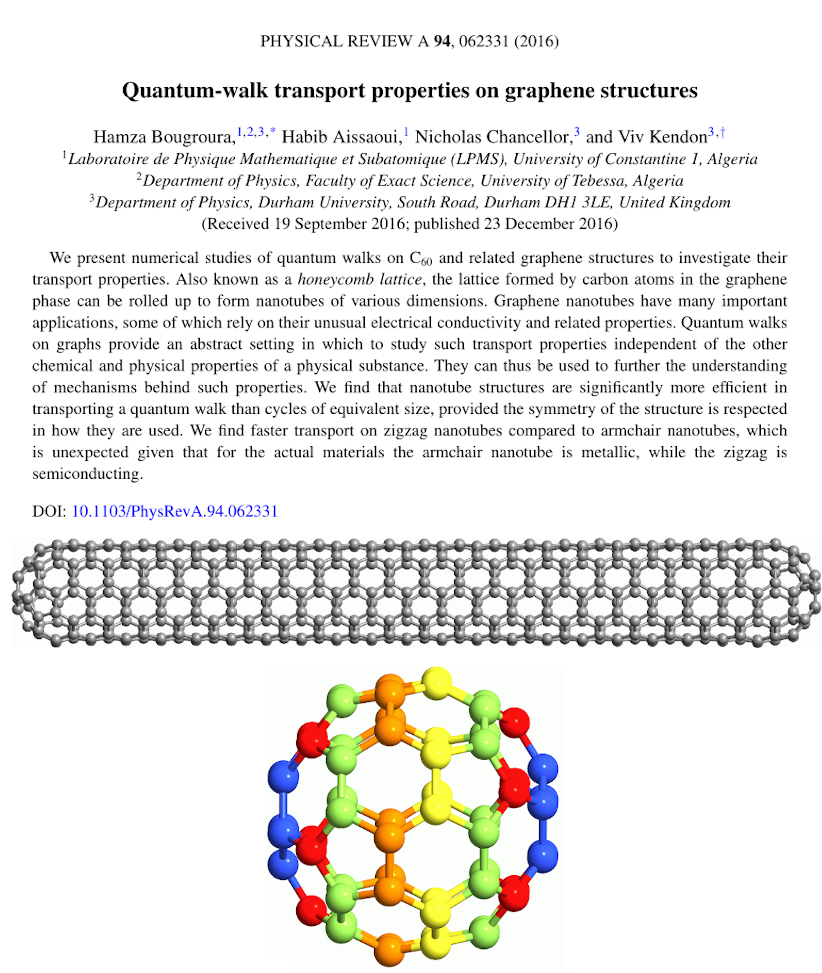 PHYSICAL REVIEW A 94, 062331 (2016)
Quantum-walk transport properties on graphene structures
Hamza Bougroura,1,2,3,* Habib Aissaoui,1 Nicholas Chancellor,3 and Viv Kendon3,†
1Laboratoire de Physique Mathematique et Subatomique (LPMS), University of Constantine 1, Algeria
2Department of Physics, Faculty of Exact Science, University of Tebessa, Algeria
3Department of Physics, Durham University, South Road, Durham DH1 3LE, United Kingdom
(Received 19 September 2016; published 23 December 2016)
We present numerical studies of quantum walks on C60 and related graphene structures to investigate their
transport properties. Also known as a honeycomb lattice, the lattice formed by carbon atoms in the graphene
phase can be rolled up to form nanotubes of various dimensions. Graphene nanotubes have many important
applications, some of which rely on their unusual electrical conductivity and related properties. Quantum walks
on graphs provide an abstract setting in which to study such transport properties independent of the other
chemical and physical properties of a physical substance. They can thus be used to further the understanding
of mechanisms behind such properties. We find that nanotube structures are significantly more efficient in
transporting a quantum walk than cycles of equivalent size, provided the symmetry of the structure is respected
in how they are used. We find faster transport on zigzag nanotubes compared to armchair nanotubes, which
is unexpected given that for the actual materials the armchair nanotube is metallic, while the zigzag is
semiconducting.
DOI: 10.1103/PhysRevA.94.062331